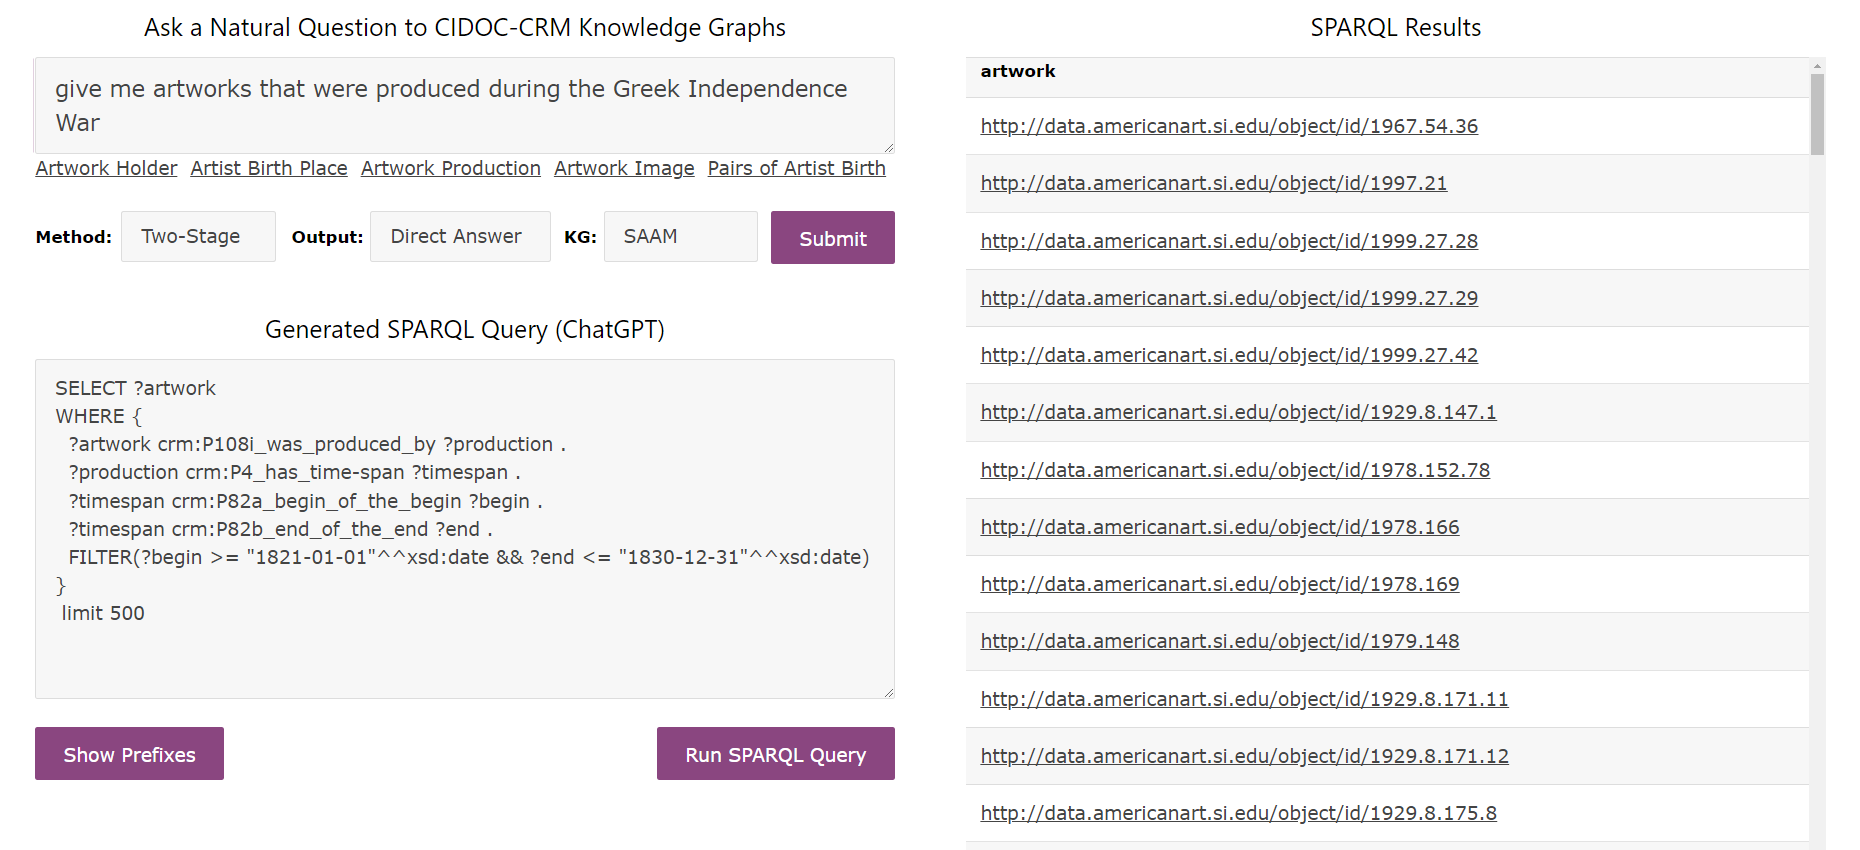 Ask a Natural Question to CIDOC-CRM Knowledge Graphs
give me artworks that were produced during the Greek Independence
War
Artwork Holder Artist Birth Place Artwork Production Artwork Image Pairs of Artist Birth
Method: Two-Stage Output: Direct Answer KG: SAAM Submit
Generated SPARQL Query (ChatGPT)
SELECT ?artwork
WHERE {
?artwork crm:P108i_was_produced_by ?production .
?production crm:P4_has_time-span ?timespan .
?timespan crm:P82a_begin_of_the_begin ?begin .
?timespan crm:P82b_end_of_the_end ?end .
FILTER(?begin >= "1821-01-01"^^xsd:date && ?end <= "1830-12-31"^^xsd:date)
}
limit 500
Show Prefixes Run SPARQL Query
SPARQL Results
artwork
http://data.americanart.si.edu/object/id/1967.54.36
http://data.americanart.si.edu/object/id/1997.21
http://data.americanart.si.edu/object/id/1999.27.28
http://data.americanart.si.edu/object/id/1999.27.29
http://data.americanart.si.edu/object/id/1999.27.42
http://data.americanart.si.edu/object/id/1929.8.147.1
http://data.americanart.si.edu/object/id/1978.152.78
http://data.americanart.si.edu/object/id/1978.166
http://data.americanart.si.edu/object/id/1978.169
http://data.americanart.si.edu/object/id/1979.148
http://data.americanart.si.edu/object/id/1929.8.171.11
http://data.americanart.si.edu/object/id/1929.8.171.12
http://data.americanart.si.edu/object/id/1929.8.175.8